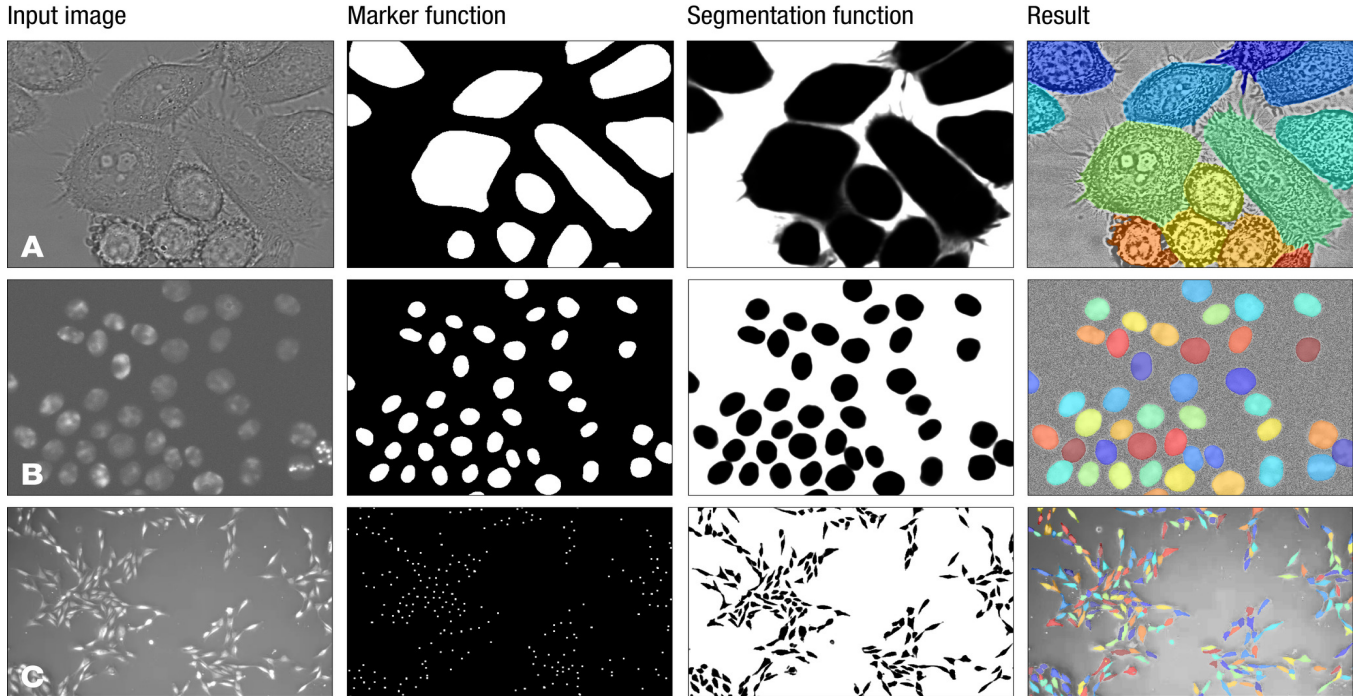 Input image
Marker function
Segmentation function
Result
A
B
C